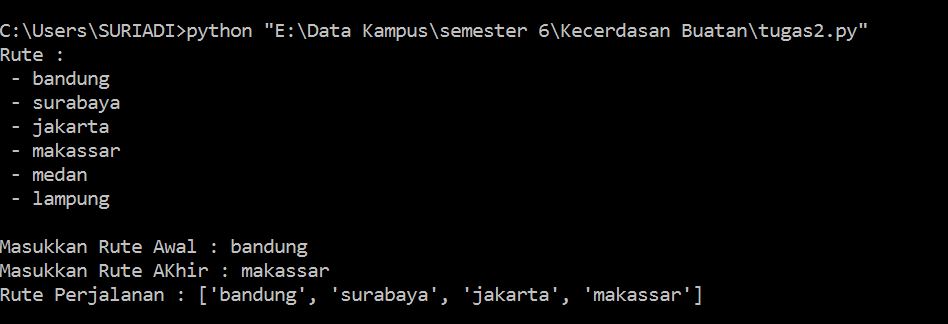 C:\Users\SURIADI>python "E:\Data Kampus\semester 6\Kecerdasan Buatan\tugas2.py"
Rute :
 - bandung
 - surabaya
 - jakarta
 - makassar
 - medan
 - lampung
Masukkan Rute Awal : bandung
Masukkan Rute AKhir : makassar
Rute Perjalanan : ['bandung', 'surabaya', 'jakarta', 'makassar']